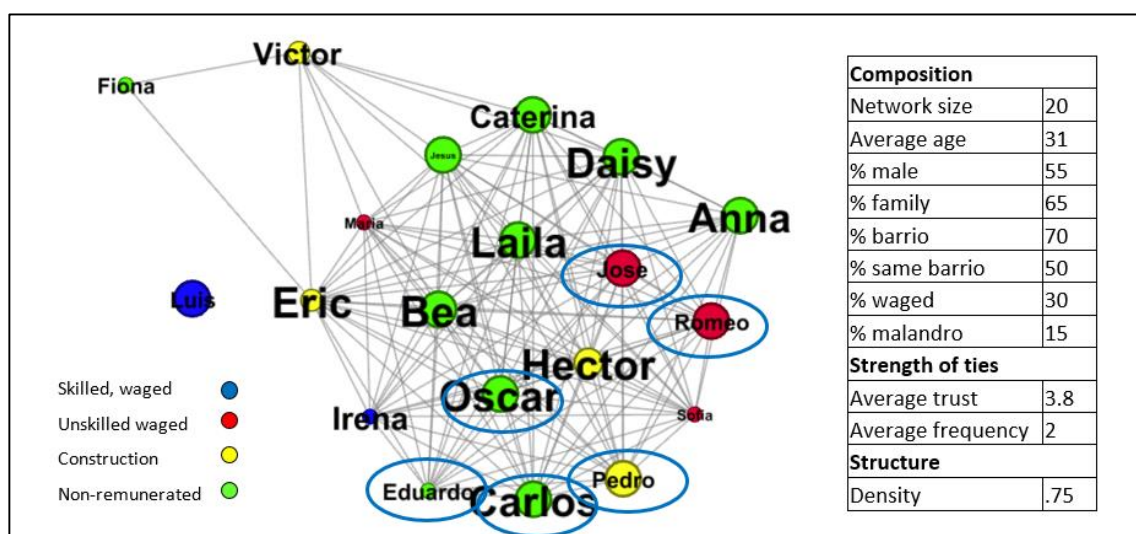 Victor
Fiona
Caterina
Jesus
Daisy
Maria
Anna
Laila
Jose
Luis
Eric
Bea
Romeo
Hector
Oscar
Irena
Sofia
Pedro
Eduardo
Carlos
Skilled, waged
Unskilled waged
Construction
Non-remunerated
Composition
Network size 20
Average age 31
% male 55
% family 65
% barrio 70
% same barrio 50
% waged 30
% malandro 15
Strength of ties
Average trust 3.8
Average frequency 2
Structure
Density .75